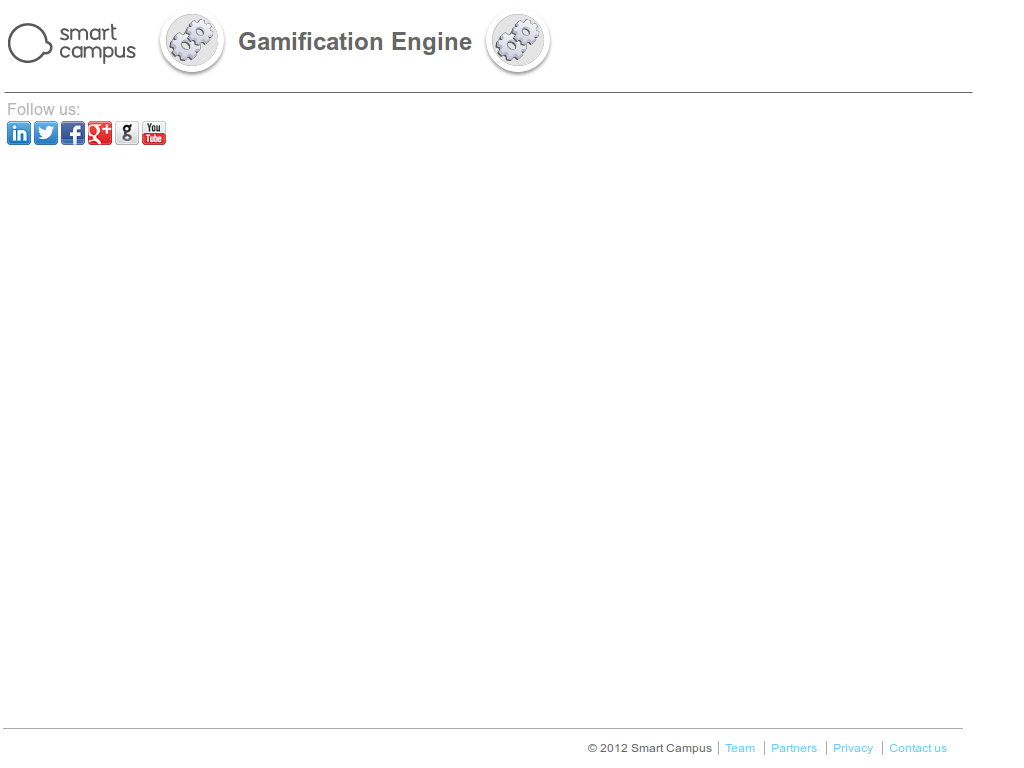 smart
campus
Gamification Engine
Follow us:
in f g+ g You
Tube
© 2012 Smart Campus Team Partners Privacy Contact us